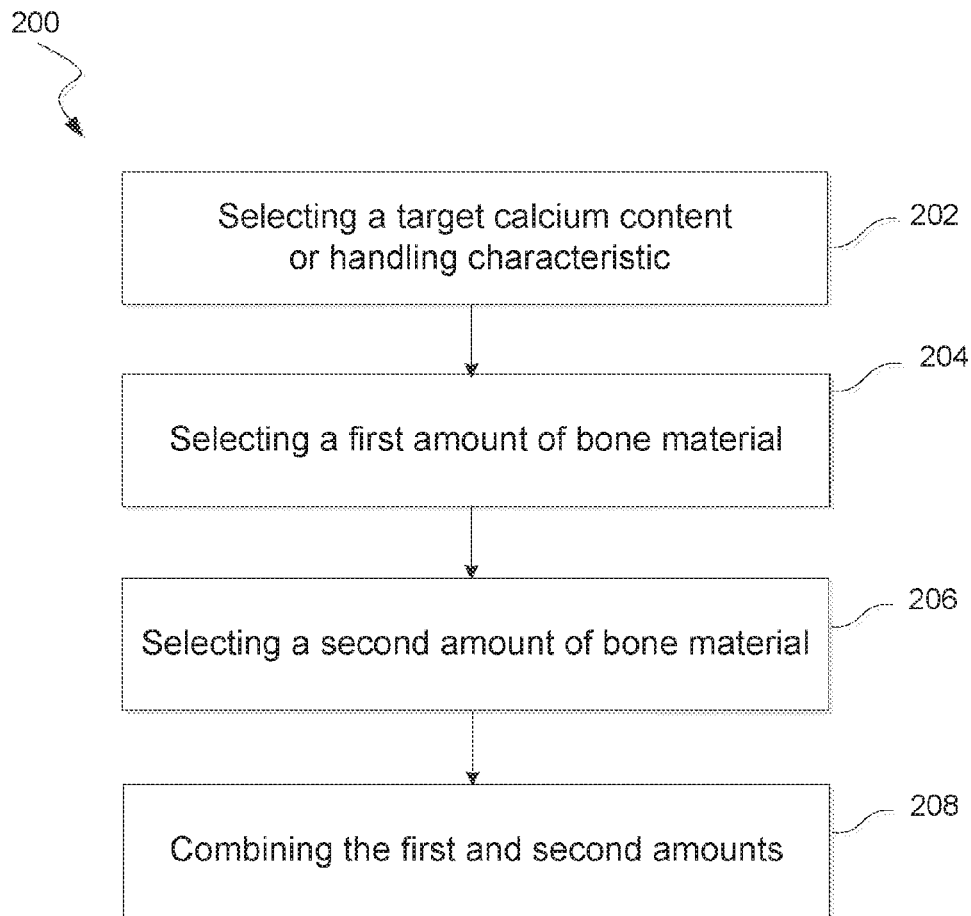 200
Selecting a target calcium content
or handling characteristic
202
204
Selecting a first amount of bone material
206
Selecting a second amount of bone material
208
Combining the first and second amounts